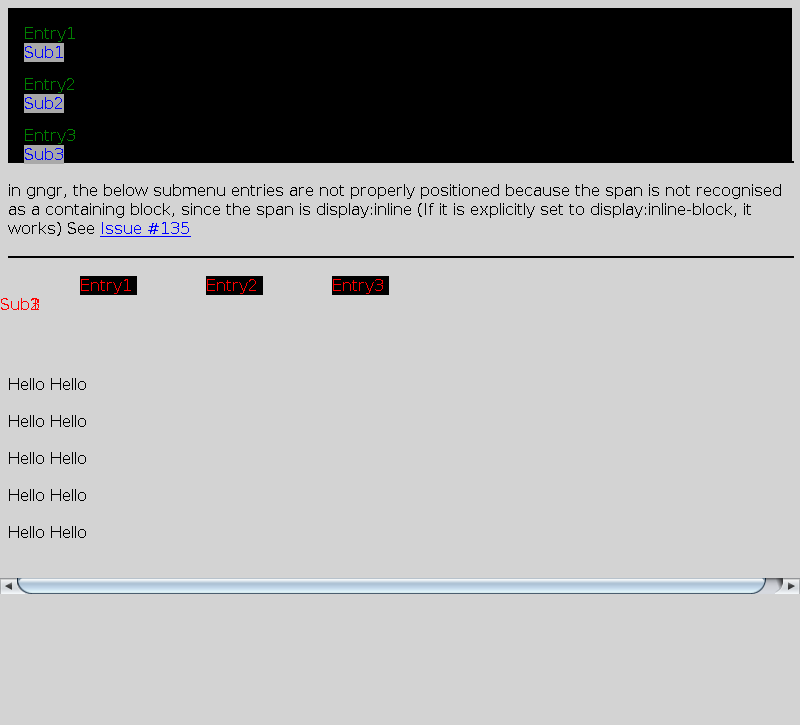 Entry1
Sub1
Entry2
Sub2
Entry3
Sub3
in gngr, the below submenu entries are not properly positioned because the span is not recognised
as a containing block, since the span is display:inline (If it is explicitly set to display:inline-block, it
works) See Issue #135
Entry1 Entry2 Entry3
Hello Hello
Hello Hello
Hello Hello
Hello Hello
Hello Hello